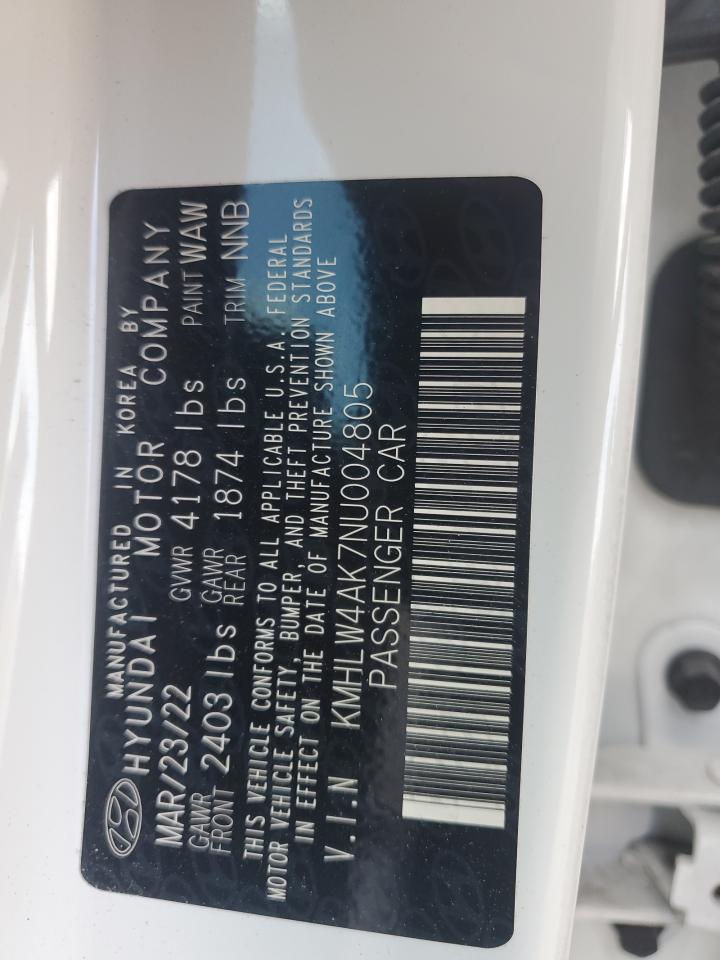 MANUFACTURED IN KOREA BY
HYUNDAI MOTOR COMPANY
MAR/23/22 GVWR 4178 lbs PAINT WAW
GAWR FRONT 2403 lbs GAWR REAR 1874 lbs TRIM NNB
THIS VEHICLE CONFORMS TO ALL APPLICABLE U.S.A. FEDERAL
MOTOR VEHICLE SAFETY, BUMPER, AND THEFT PREVENTION STANDARDS
IN EFFECT ON THE DATE OF MANUFACTURE SHOWN ABOVE
V.I.N KMHLW4AK7NU004805
PASSENGER CAR